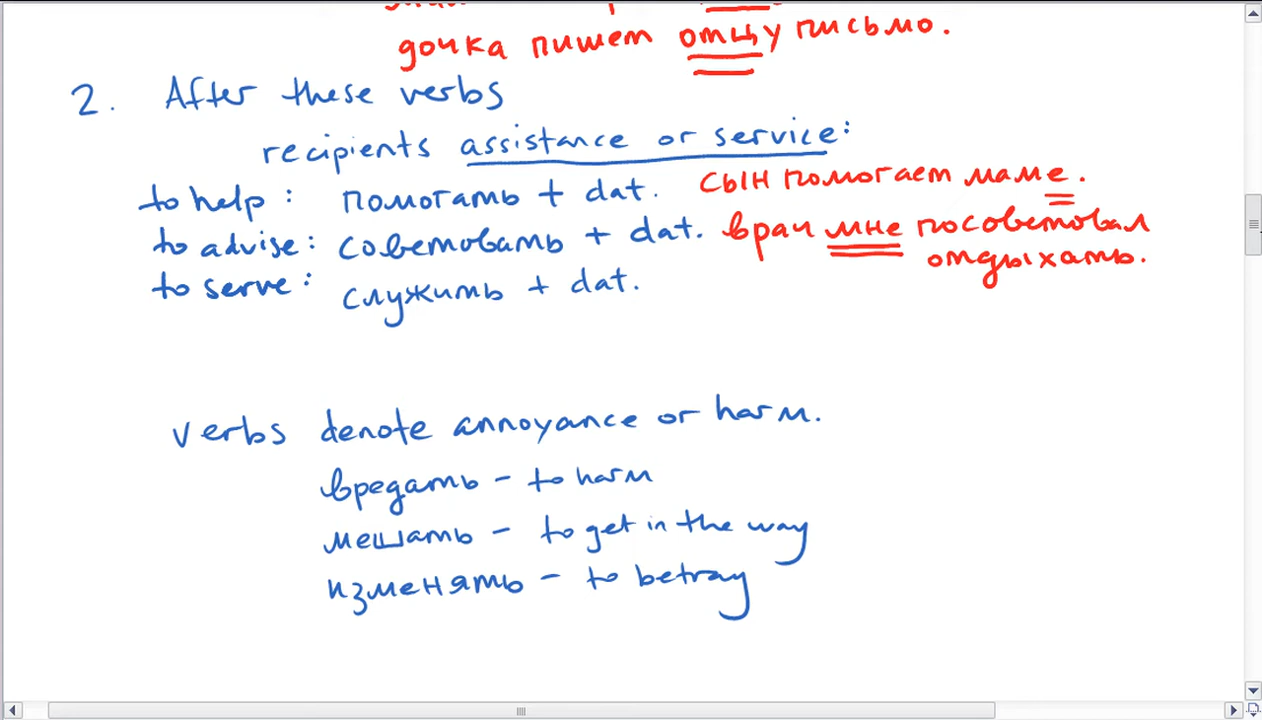 дочка пишет отцу письмо.
2. After these verbs
recipients assistance or service:
to help: помогать + dat. сын помогает маме.
to advise: советовать + dat. врач мне посоветовал
отдыхать.
to serve: служить + dat.
verbs denote annoyance or harm.
вредать - to harm
мешать - to get in the way
изменять - to betray